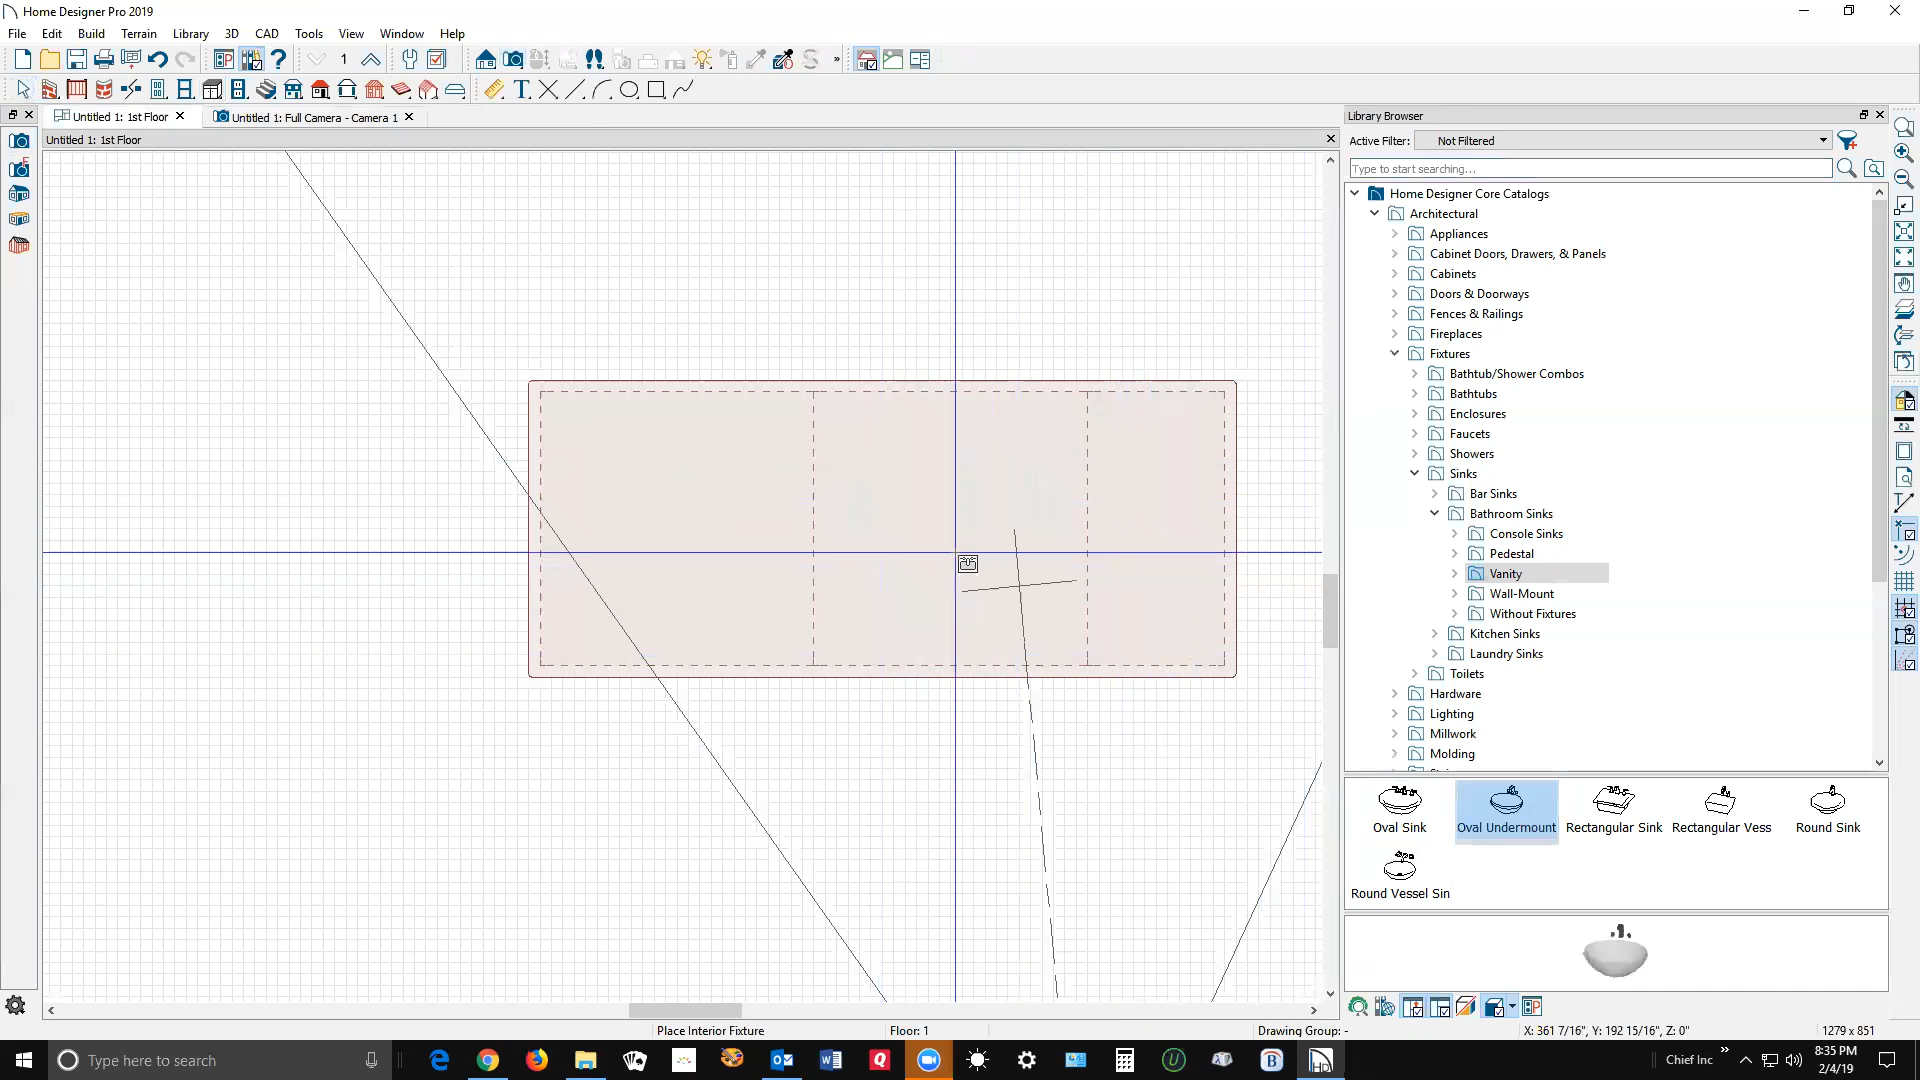 Home Designer Pro 2019
File Edit Build Terrain Library 3D CAD Tools Window View Help
1
Untitled 1: 1st Floor
Untitled 1: Full Camera - Camera 1
Untitled 1: 1st Floor
Library Browser
Active Filter: Not Filtered
Type to start searching...
Home Designer Core Catalogs
Architectural
Appliances
Cabinet Doors, Drawers, & Panels
Cabinets
Doors & Doorways
Fences & Railings
Fireplaces
Fixtures
Bathtub/Shower Combos
Bathtubs
Enclosures
Faucets
Showers
Sinks
Bar Sinks
Bathroom Sinks
Console Sinks
Pedestal
Vanity
Wall-Mount
Without Fixtures
Kitchen Sinks
Laundry Sinks
Toilets
Hardware
Lighting
Millwork
Molding
Oval Sink
Oval Undermount
Rectangular Sink
Rectangular Vess
Round Sink
Round Vessel Sin
Place Interior Fixture
Floor: 1
Drawing Group: -
X: 361 7/16", Y: 192 15/16", Z: 0"
1279 x 851
Type here to search
Chief Inc
8:35 PM
2/4/19